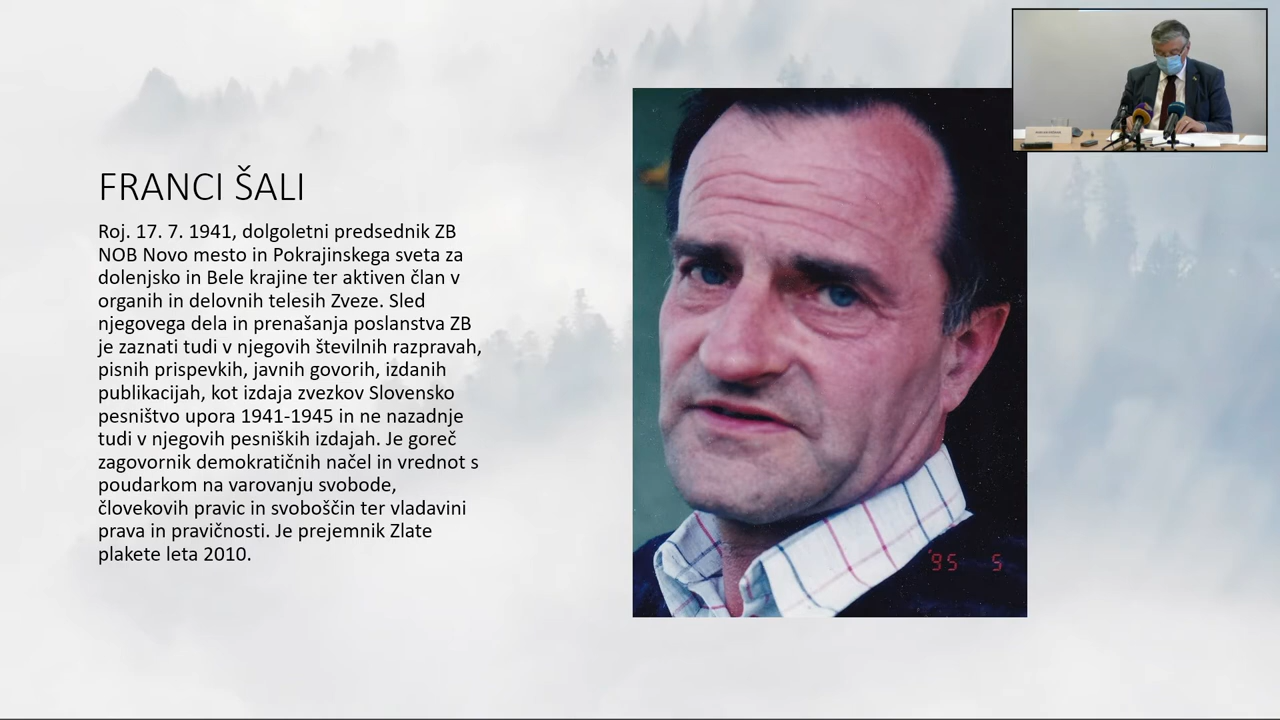 FRANCI ŠALI
Roj. 17. 7. 1941, dolgoletni predsednik ZB
NOB Novo mesto in Pokrajinskega sveta za
dolenjsko in Bele krajine ter aktiven član v
organih in delovnih telesih Zveze. Sled
njegovega dela in prenašanja poslanstva ZB
je zaznati tudi v njegovih številnih razpravah,
pisnih prispevkih, javnih govorih, izdanih
publikacijah, kot izdaja zvezkov Slovensko
pesništvo upora 1941-1945 in ne nazadnje
tudi v njegovih pesniških izdajah. Je goreč
zagovornik demokratičnih načel in vrednot s
poudarkom na varovanju svobode,
človekovih pravic in svoboščin ter vladavini
prava in pravičnosti. Je prejemnik Zlate
plakete leta 2010.
'95 5